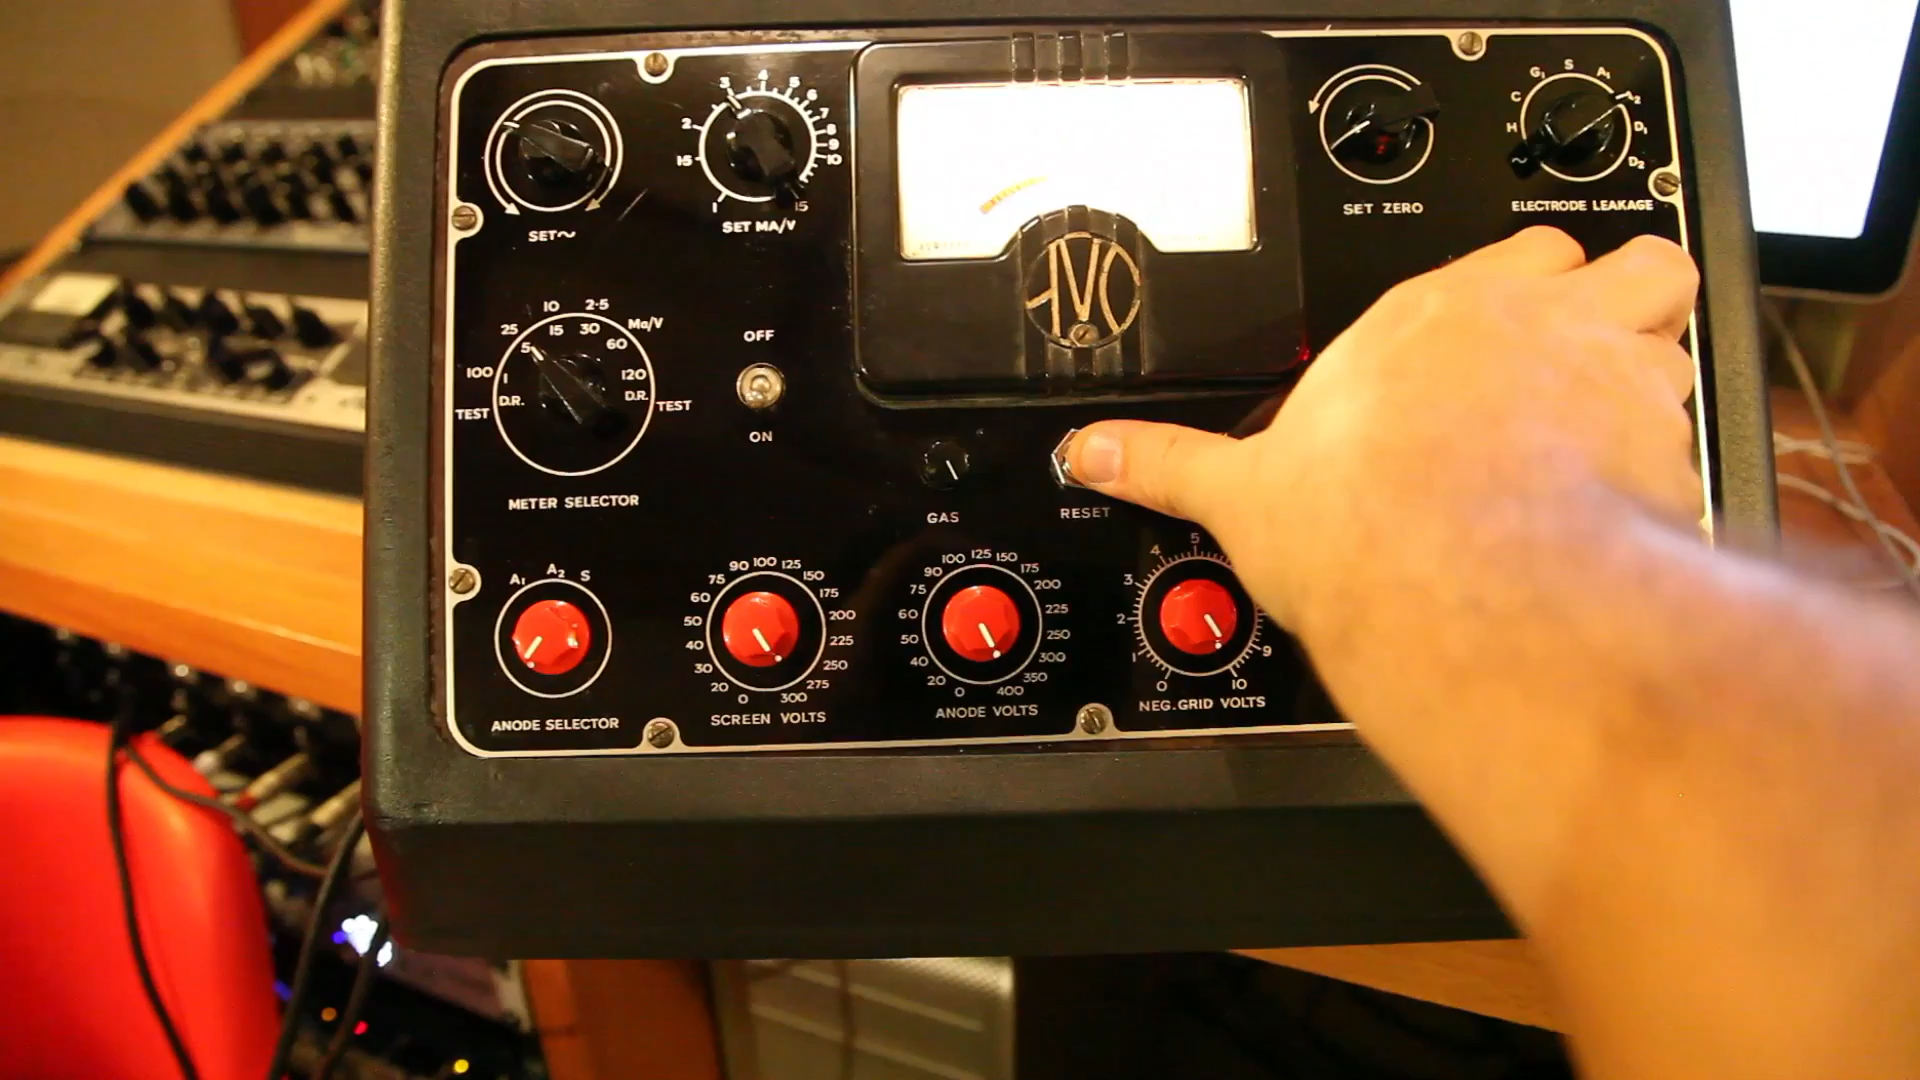 SET~
3 4 5 6 7 8 9 10 15
2
1·5
1
SET MA/V
AVO
SET ZERO
~ H C G₁ S A₁ A₂ D₁ D₂
ELECTRODE LEAKAGE
TEST 100 25 10 2·5 Ma/V
D.R. 1 5 15 30 60 120 D.R. TEST
METER SELECTOR
OFF
ON
GAS
RESET
A₁ A₂ S
ANODE SELECTOR
0 20 30 40 50 60 75 90 100 125 150 175 200 225 250 275 300
SCREEN VOLTS
0 20 40 50 60 75 90 100 125 150 175 200 225 250 300 350 400
ANODE VOLTS
0 1 2 3 4 5 9 10
NEG. GRID VOLTS